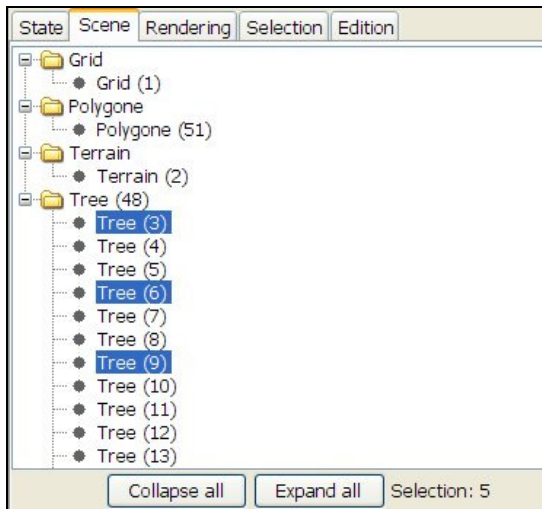 State Scene Rendering Selection Edition
Grid
Grid (1)
Polygone
Polygone (51)
Terrain
Terrain (2)
Tree (48)
Tree (3)
Tree (4)
Tree (5)
Tree (6)
Tree (7)
Tree (8)
Tree (9)
Tree (10)
Tree (11)
Tree (12)
Tree (13)
Collapse all Expand all Selection: 5